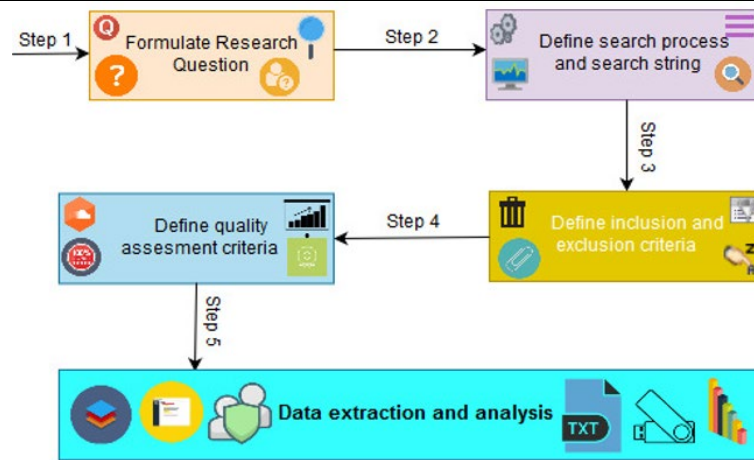 Step 1
Q
Formulate Research
Question
?
?
Step 2
Define search process
and search string
Step 3
Define inclusion and
exclusion criteria
Z
Step 4
Define quality
assesment criteria
100%
Step 5
Data extraction and analysis
TXT